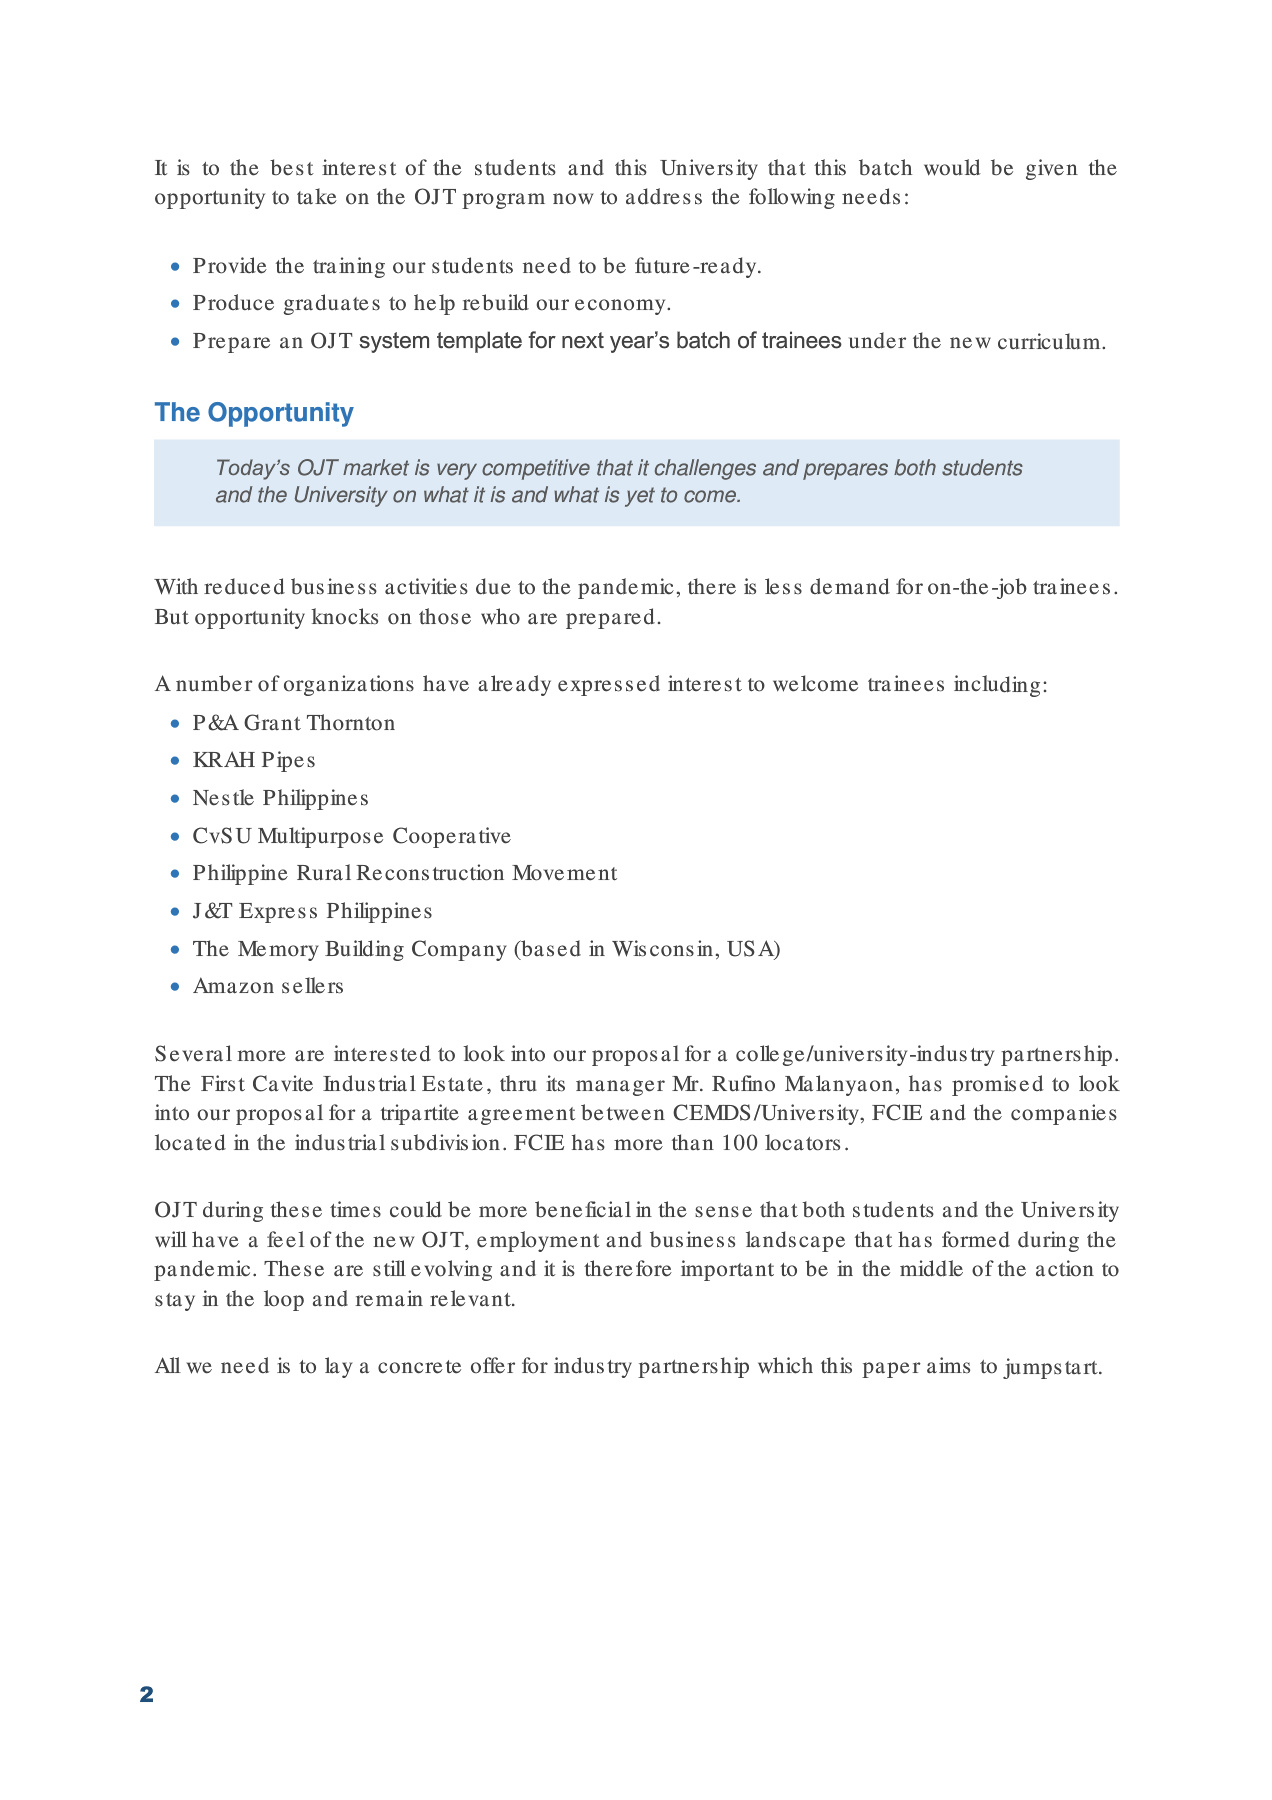 It is to the best interest of the students and this University that this batch would be given the
opportunity to take on the OJT program now to address the following needs:
• Provide the training our students need to be future-ready.
• Produce graduates to help rebuild our economy.
• Prepare an OJT system template for next year’s batch of trainees under the new curriculum.
The Opportunity
Today’s OJT market is very competitive that it challenges and prepares both students
and the University on what it is and what is yet to come.
With reduced business activities due to the pandemic, there is less demand for on-the-job trainees.
But opportunity knocks on those who are prepared.
A number of organizations have already expressed interest to welcome trainees including:
• P&A Grant Thornton
• KRAH Pipes
• Nestle Philippines
• CvSU Multipurpose Cooperative
• Philippine Rural Reconstruction Movement
• J&T Express Philippines
• The Memory Building Company (based in Wisconsin, USA)
• Amazon sellers
Several more are interested to look into our proposal for a college/university-industry partnership.
The First Cavite Industrial Estate, thru its manager Mr. Rufino Malanyaon, has promised to look
into our proposal for a tripartite agreement between CEMDS/University, FCIE and the companies
located in the industrial subdivision. FCIE has more than 100 locators.
OJT during these times could be more beneficial in the sense that both students and the University
will have a feel of the new OJT, employment and business landscape that has formed during the
pandemic. These are still evolving and it is therefore important to be in the middle of the action to
stay in the loop and remain relevant.
All we need is to lay a concrete offer for industry partnership which this paper aims to jumpstart.
2